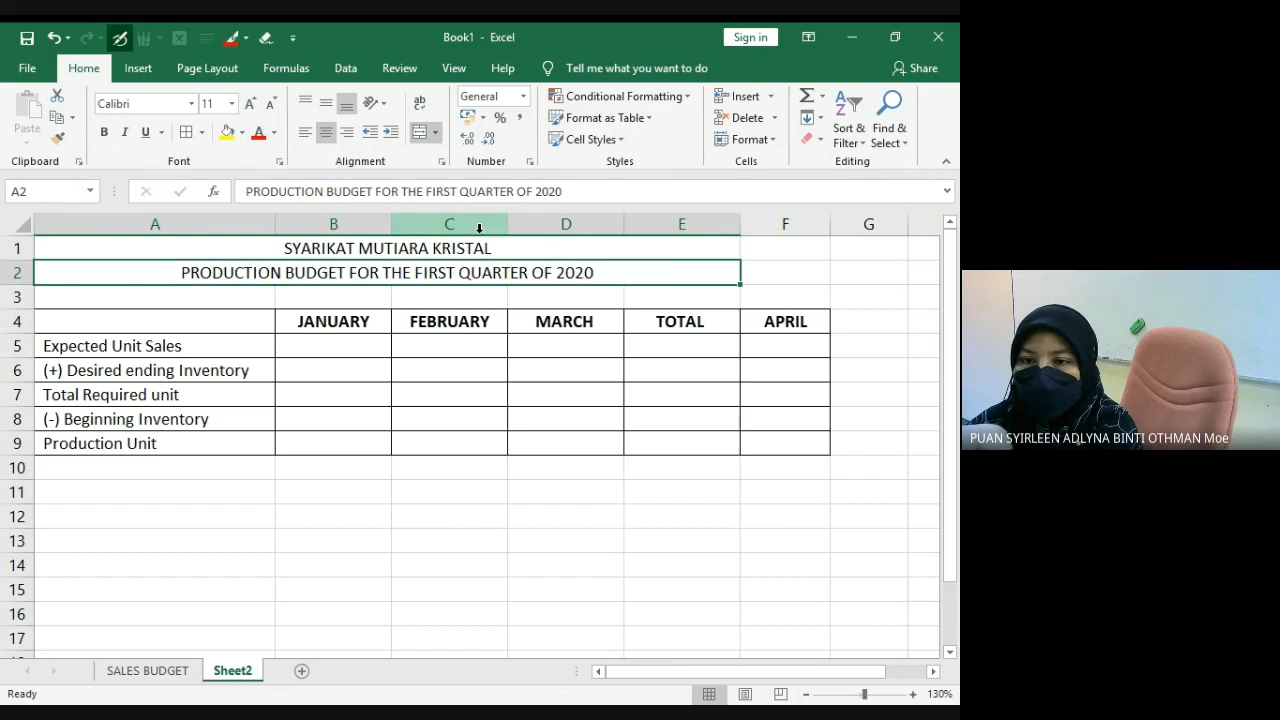 Book1 - Excel
Sign in
File Home Insert Page Layout Formulas Data Review View Help Tell me what you want to do Share
Paste
Calibri 11
B I U
A A
ab
c
General
% ,
Conditional Formatting
Format as Table
Cell Styles
Insert
Delete
Format
Sort & Filter
Find & Select
Clipboard Font Alignment Number Styles Cells Editing
A2 fx PRODUCTION BUDGET FOR THE FIRST QUARTER OF 2020
A B C D E F G
1 SYARIKAT MUTIARA KRISTAL
2 PRODUCTION BUDGET FOR THE FIRST QUARTER OF 2020
3
4 JANUARY FEBRUARY MARCH TOTAL APRIL
5 Expected Unit Sales
6 (+) Desired ending Inventory
7 Total Required unit
8 (-) Beginning Inventory
9 Production Unit
10
11
12
13
14
15
16
17
SALES BUDGET Sheet2
Ready 130%
PUAN SYIRLEEN ADLYNA BINTI OTHMAN Moe